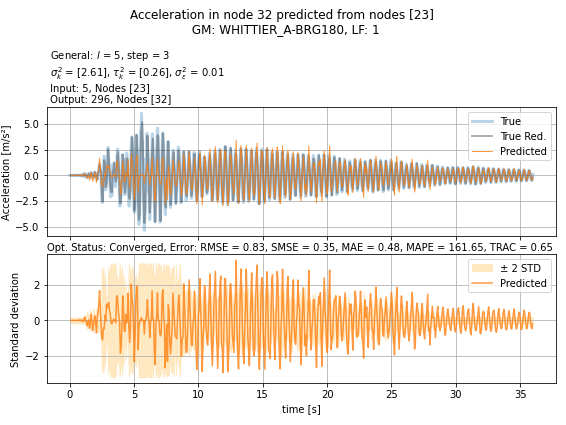 Acceleration in node 32 predicted from nodes [23]
GM: WHITTIER_A-BRG180, LF: 1
General: l = 5, step = 3
σ²ₖ = [2.61], τ²ₖ = [0.26], σ²ε = 0.01
Input: 5, Nodes [23]
Output: 296, Nodes [32]
Acceleration [m/s²]
5.0
2.5
0.0
−2.5
−5.0
True
True Red.
Predicted
Opt. Status: Converged, Error: RMSE = 0.83, SMSE = 0.35, MAE = 0.48, MAPE = 161.65, TRAC = 0.65
Standard deviation
2
0
−2
± 2 STD
Predicted
0 5 10 15 20 25 30 35
time [s]